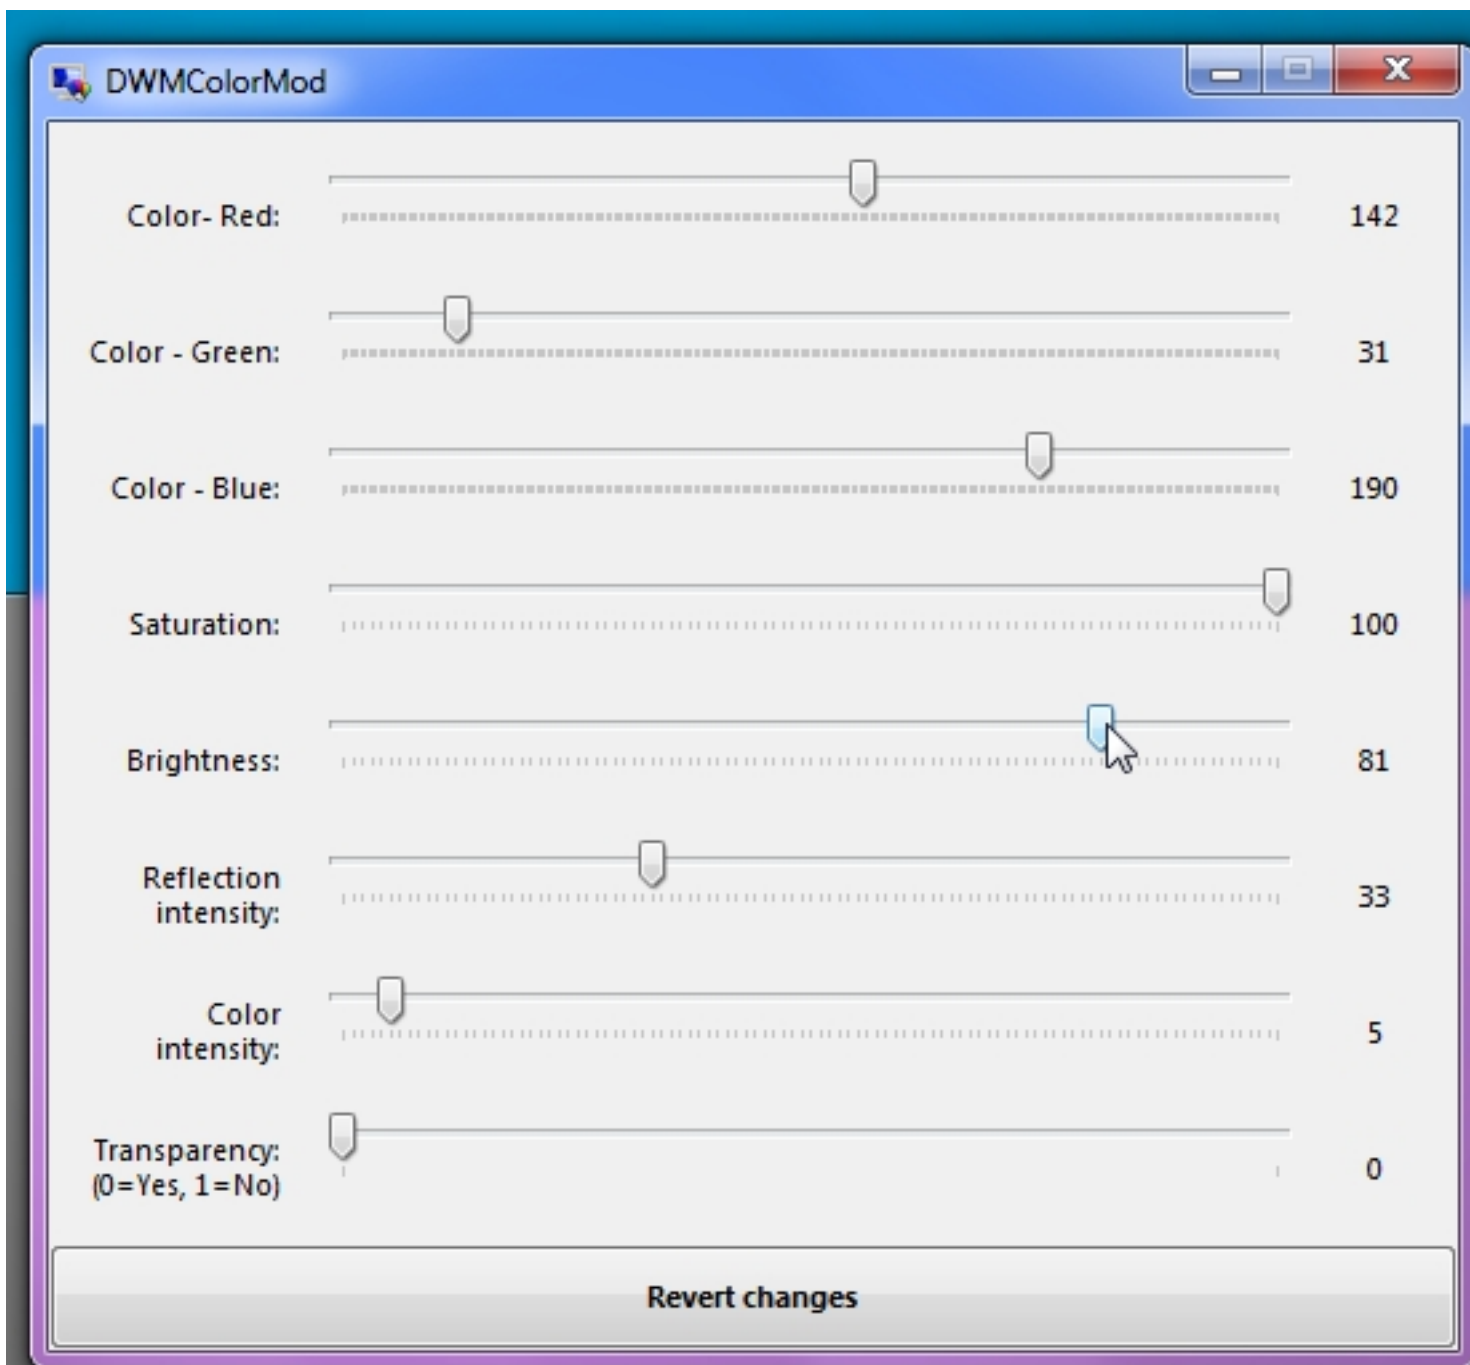 DWMColorMod
Color- Red:
142
Color - Green:
31
Color - Blue:
190
Saturation:
100
Brightness:
81
Reflection
intensity:
33
Color
intensity:
5
Transparency:
(0=Yes, 1=No)
0
Revert changes